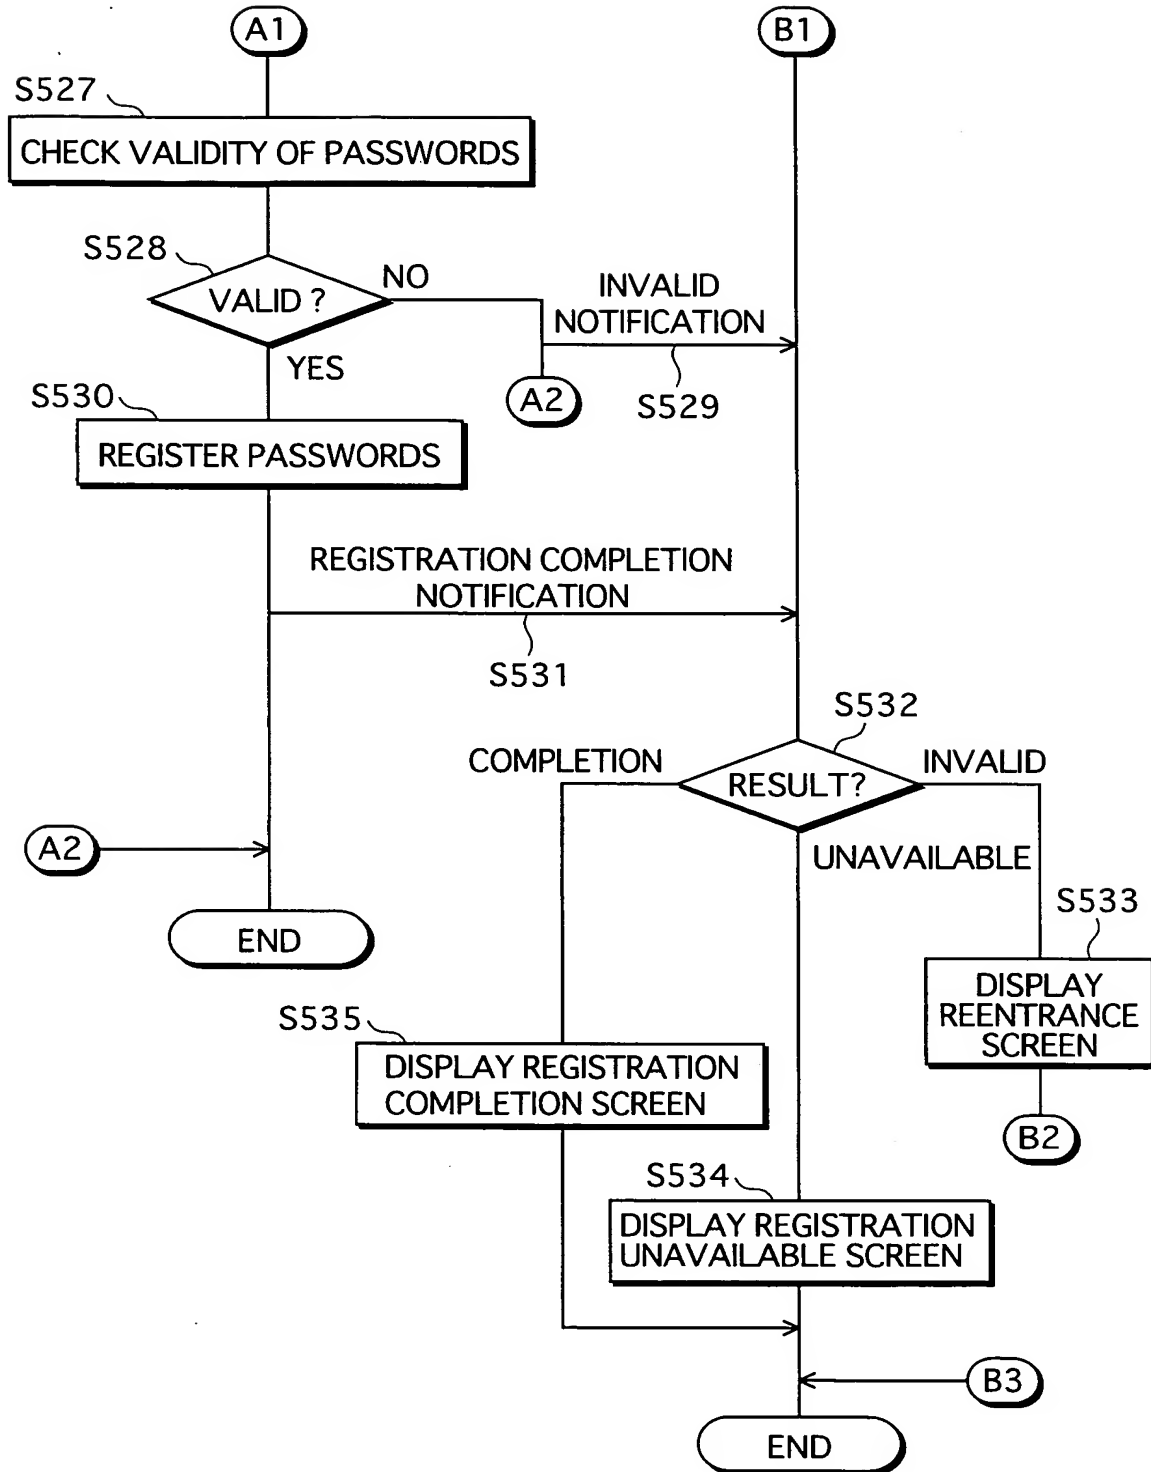 A1
B1
S527
CHECK VALIDITY OF PASSWORDS
S528
NO
VALID ?
INVALID
NOTIFICATION
YES
A2
S529
S530
REGISTER PASSWORDS
REGISTRATION COMPLETION
NOTIFICATION
S531
S532
COMPLETION
INVALID
RESULT?
A2
UNAVAILABLE
S533
END
DISPLAY
REENTRANCE
SCREEN
S535
DISPLAY REGISTRATION
COMPLETION SCREEN
B2
S534
DISPLAY REGISTRATION
UNAVAILABLE SCREEN
B3
END